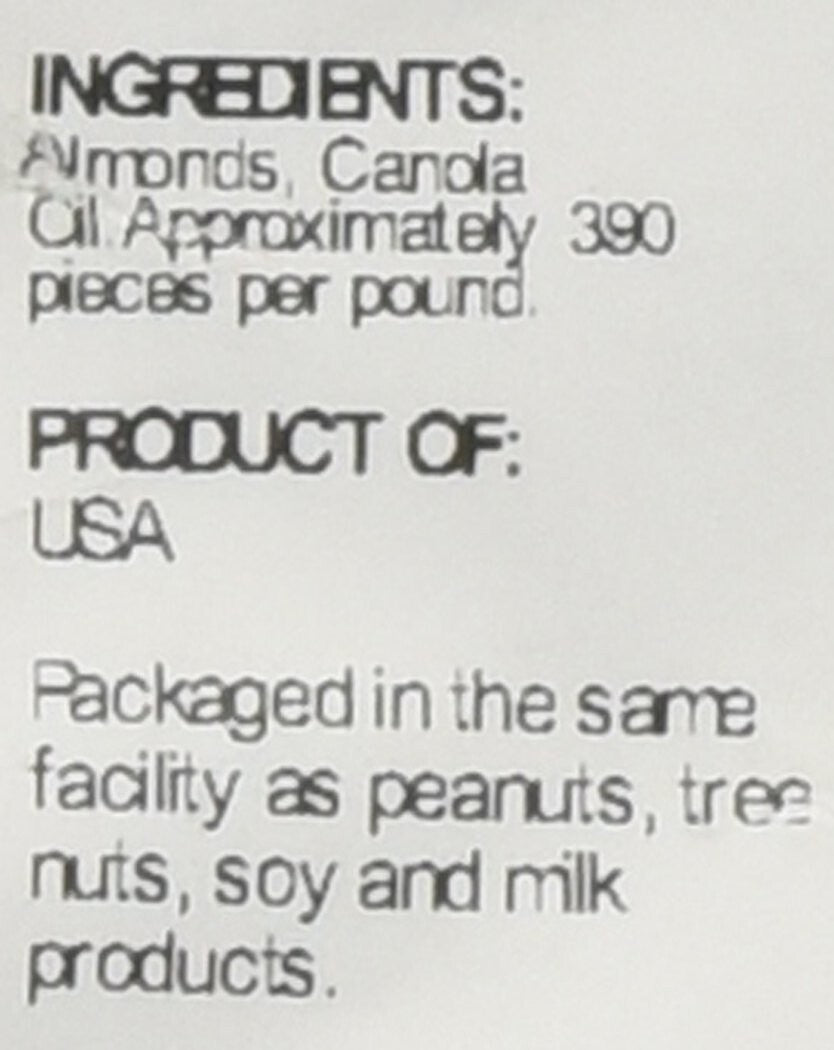 INGREDIENTS:
Almonds, Canola
Oil. Approximately 390
pieces per pound.
PRODUCT OF:
USA
Packaged in the same
facility as peanuts, tree
nuts, soy and milk
products.